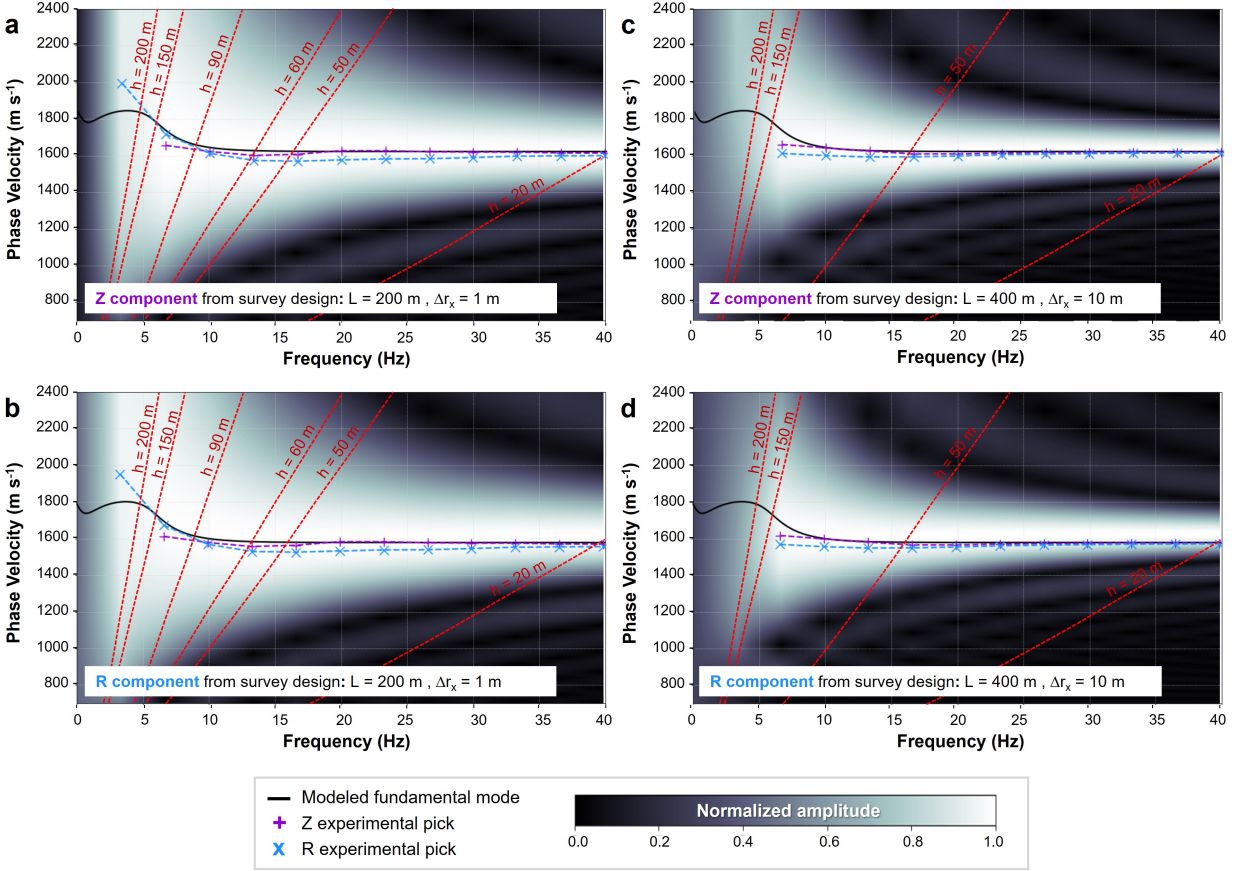 a
Phase Velocity (m s⁻¹)
2400
2200
2000
1800
1600
1400
1200
1000
800
h = 200 m
h = 150 m
h = 90 m
h = 60 m
h = 50 m
h = 20 m
Z component from survey design: L = 200 m , Δrₓ = 1 m
0 5 10 15 20 25 30 35 40
Frequency (Hz)
c
Phase Velocity (m s⁻¹)
2400
2200
2000
1800
1600
1400
1200
1000
800
h = 200 m
h = 150 m
h = 50 m
h = 20 m
Z component from survey design: L = 400 m , Δrₓ = 10 m
0 5 10 15 20 25 30 35 40
Frequency (Hz)
b
Phase Velocity (m s⁻¹)
2400
2200
2000
1800
1600
1400
1200
1000
800
h = 200 m
h = 150 m
h = 90 m
h = 60 m
h = 50 m
h = 20 m
R component from survey design: L = 200 m , Δrₓ = 1 m
0 5 10 15 20 25 30 35 40
Frequency (Hz)
d
Phase Velocity (m s⁻¹)
2400
2200
2000
1800
1600
1400
1200
1000
800
h = 200 m
h = 150 m
h = 50 m
h = 20 m
R component from survey design: L = 400 m , Δrₓ = 10 m
0 5 10 15 20 25 30 35 40
Frequency (Hz)
Modeled fundamental mode
Z experimental pick
R experimental pick
Normalized amplitude
0.0 0.2 0.4 0.6 0.8 1.0